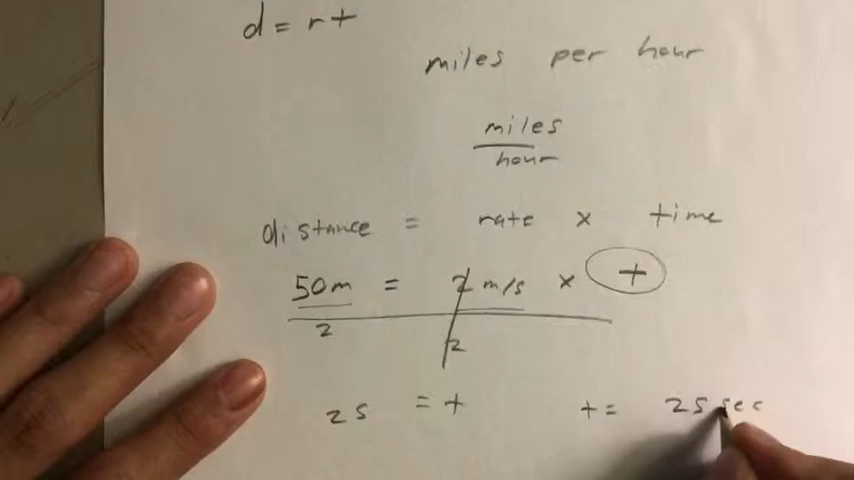 d = rt
miles per hour
miles
hour
distance = rate × time
50m = 2 m/s × t
2 2
25 = t t = 25 sec